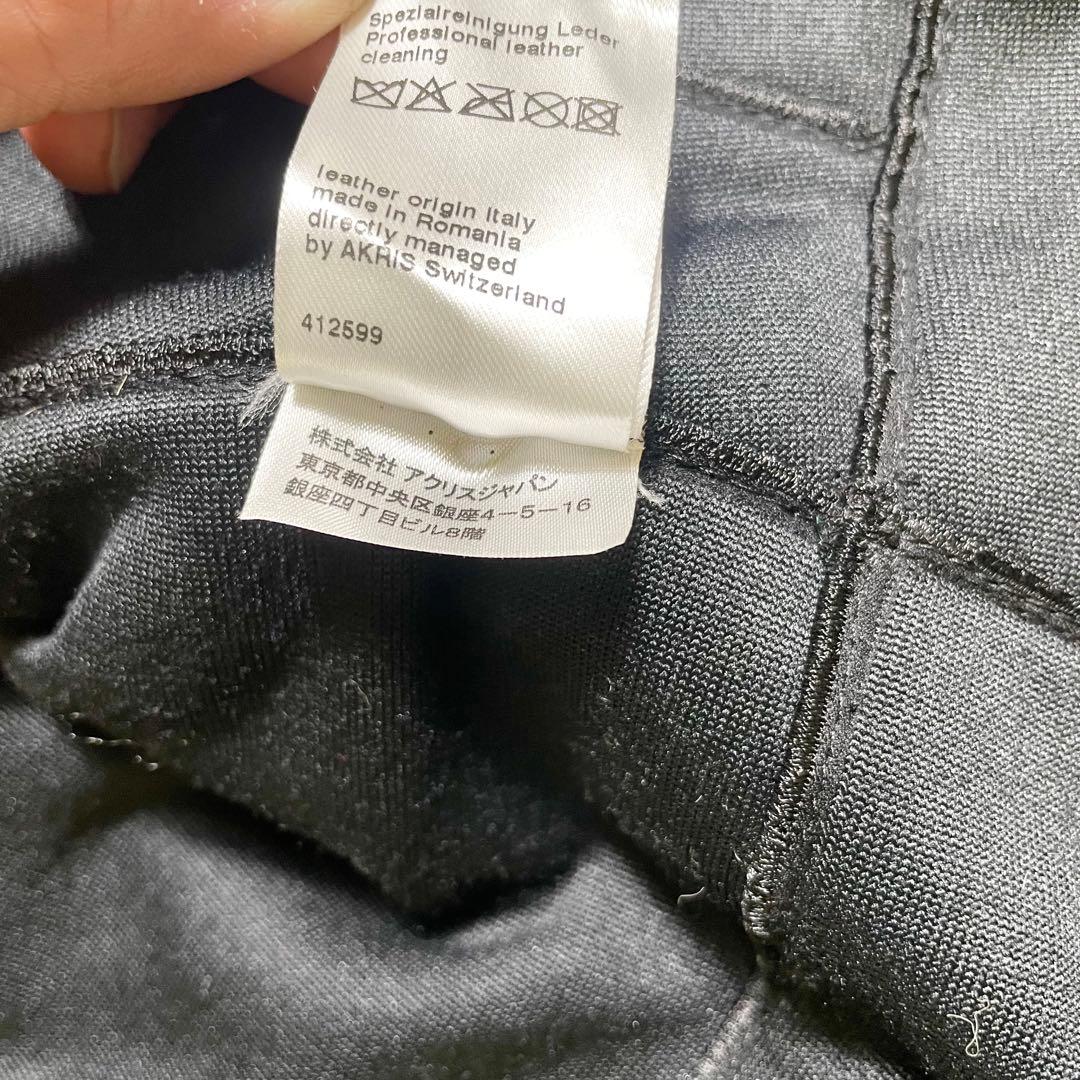 Spezialreinigung Leder
Professional leather
cleaning
leather origin Italy
made in Romania
directly managed
by AKRIS Switzerland
412599
株式会社 アクリスジャパン
東京都中央区銀座4-5-16
銀座四丁目ビル8階